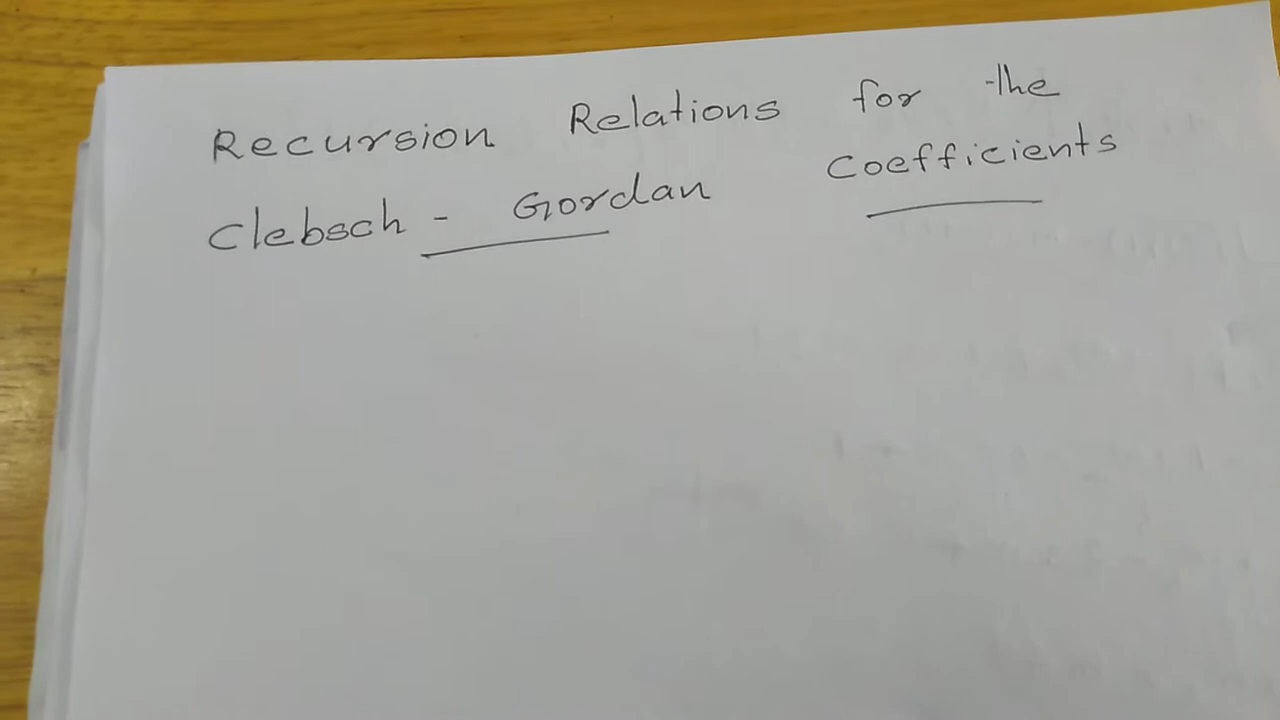 Recursion Relations for the
Clebsch - Gordan Coefficients